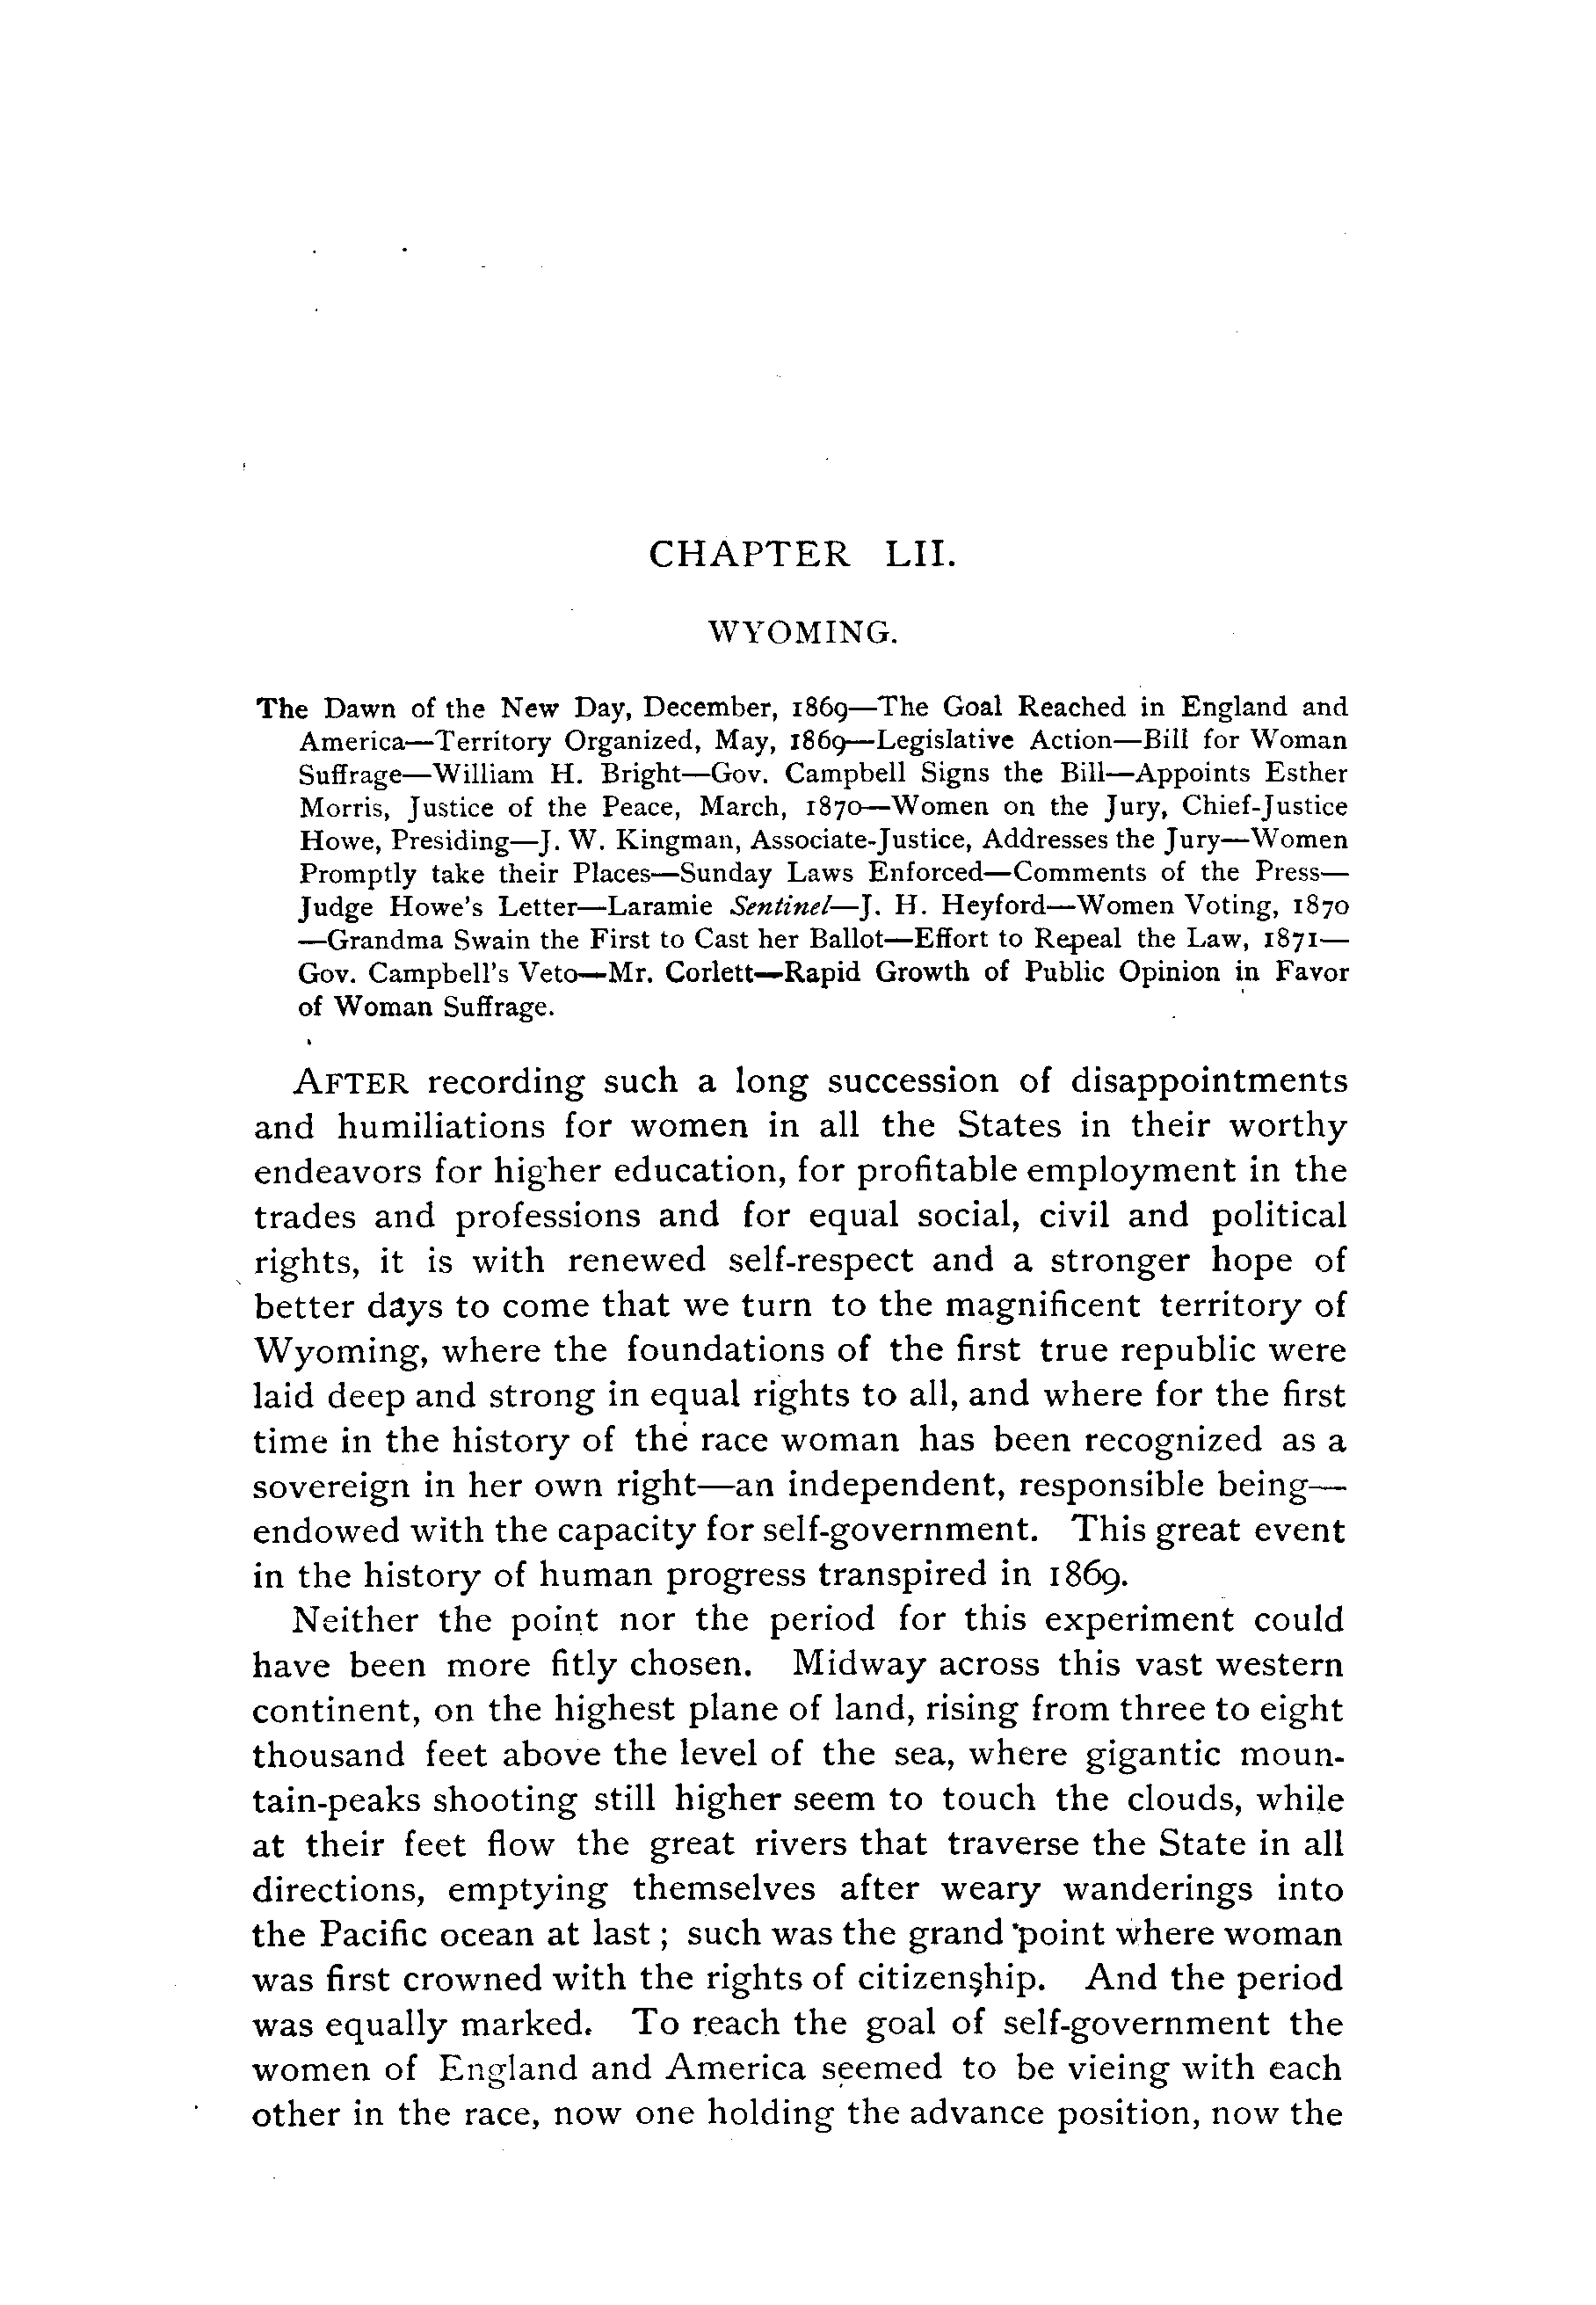 CHAPTER LII.
WYOMING.
The Dawn of the New Day, December, 1869—The Goal Reached in England and
America—Territory Organized, May, 1869—Legislative Action—Bill for Woman
Suffrage—William H. Bright—Gov. Campbell Signs the Bill—Appoints Esther
Morris, Justice of the Peace, March, 1870—Women on the Jury, Chief-Justice
Howe, Presiding—J. W. Kingman, Associate-Justice, Addresses the Jury—Women
Promptly take their Places—Sunday Laws Enforced—Comments of the Press—
Judge Howe's Letter—Laramie Sentinel—J. H. Heyford—Women Voting, 1870
—Grandma Swain the First to Cast her Ballot—Effort to Repeal the Law, 1871—
Gov. Campbell's Veto—Mr. Corlett—Rapid Growth of Public Opinion in Favor
of Woman Suffrage.
AFTER recording such a long succession of disappointments
and humiliations for women in all the States in their worthy
endeavors for higher education, for profitable employment in the
trades and professions and for equal social, civil and political
rights, it is with renewed self-respect and a stronger hope of
better days to come that we turn to the magnificent territory of
Wyoming, where the foundations of the first true republic were
laid deep and strong in equal rights to all, and where for the first
time in the history of the race woman has been recognized as a
sovereign in her own right—an independent, responsible being—
endowed with the capacity for self-government. This great event
in the history of human progress transpired in 1869.
Neither the point nor the period for this experiment could
have been more fitly chosen. Midway across this vast western
continent, on the highest plane of land, rising from three to eight
thousand feet above the level of the sea, where gigantic moun-
tain-peaks shooting still higher seem to touch the clouds, while
at their feet flow the great rivers that traverse the State in all
directions, emptying themselves after weary wanderings into
the Pacific ocean at last ; such was the grand point where woman
was first crowned with the rights of citizenship. And the period
was equally marked. To reach the goal of self-government the
women of England and America seemed to be vieing with each
other in the race, now one holding the advance position, now the